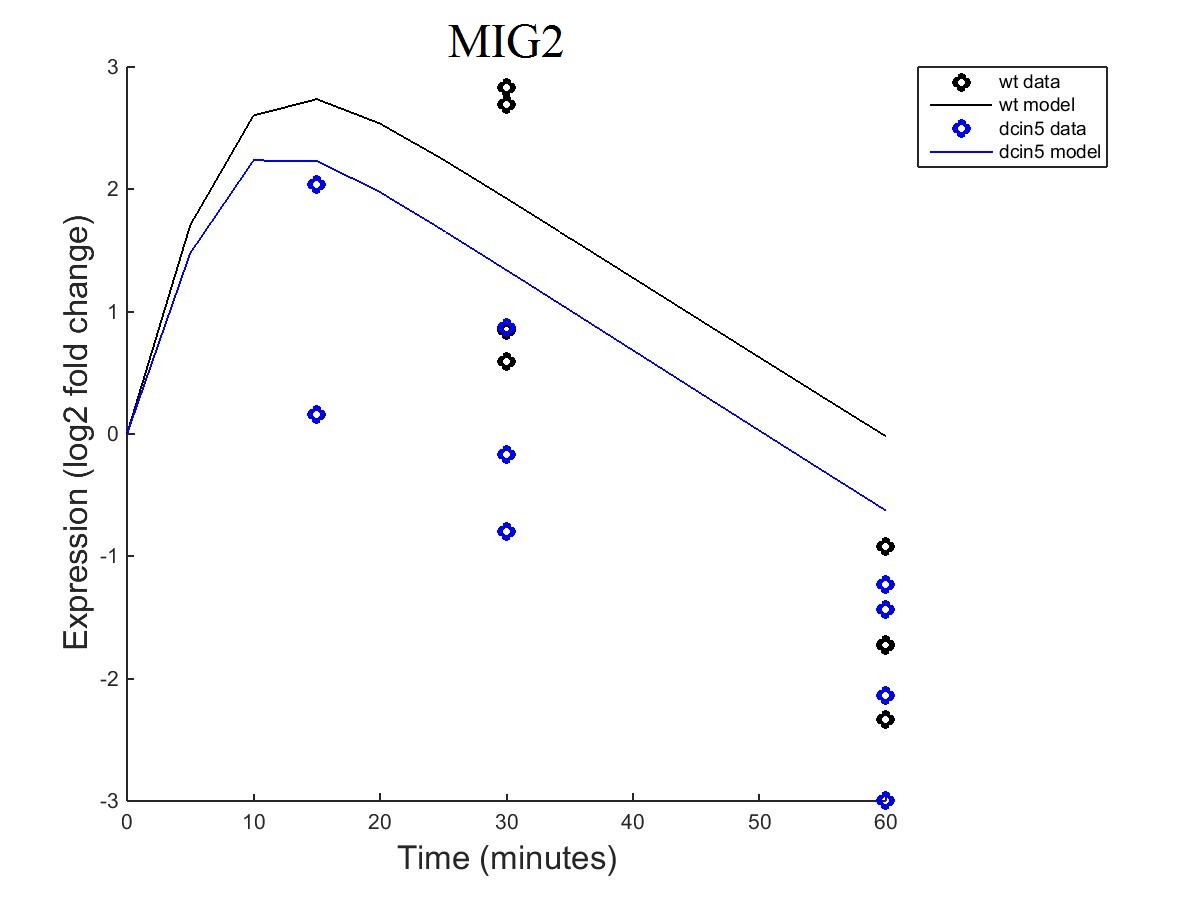 MIG2
wt data
wt model
dcin5 data
dcin5 model
Expression (log2 fold change)
3
2
1
0
-1
-2
-3
0 10 20 30 40 50 60
Time (minutes)